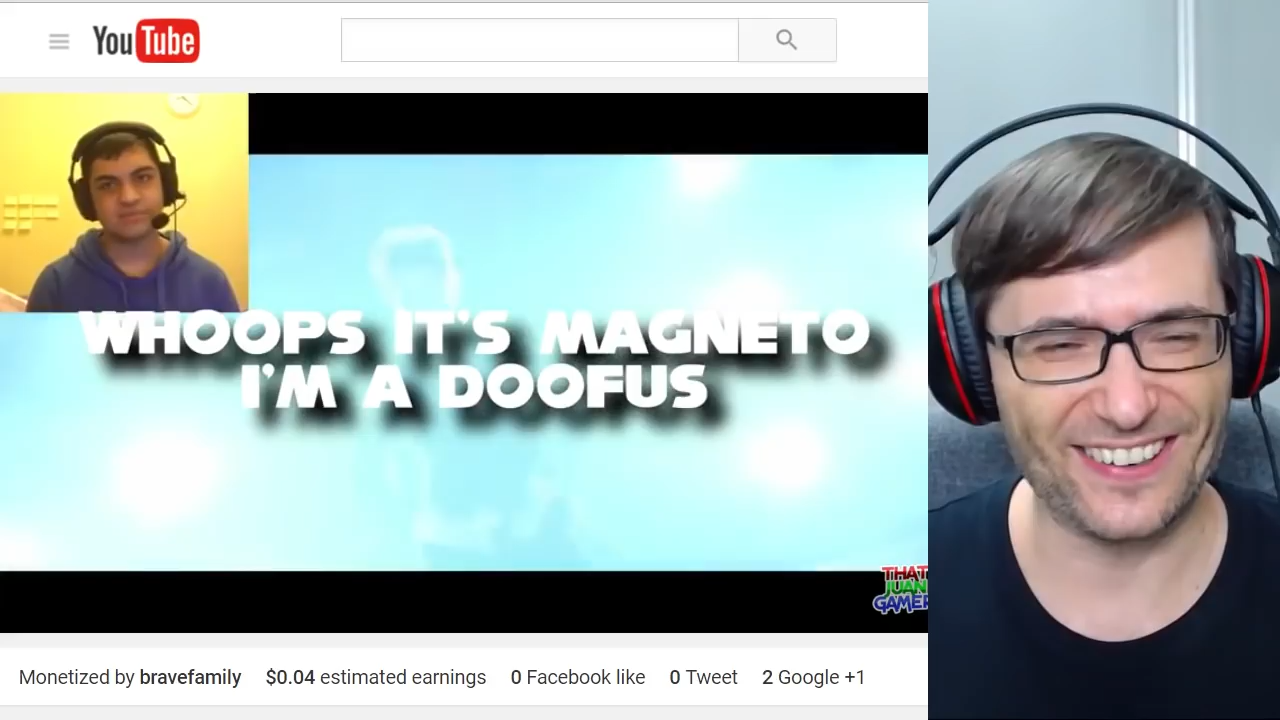 YouTube
WHOOPS IT'S MAGNETO
I'M A DOOFUS
THAT
JUAN
GAMER
Monetized by bravefamily $0.04 estimated earnings 0 Facebook like 0 Tweet 2 Google +1